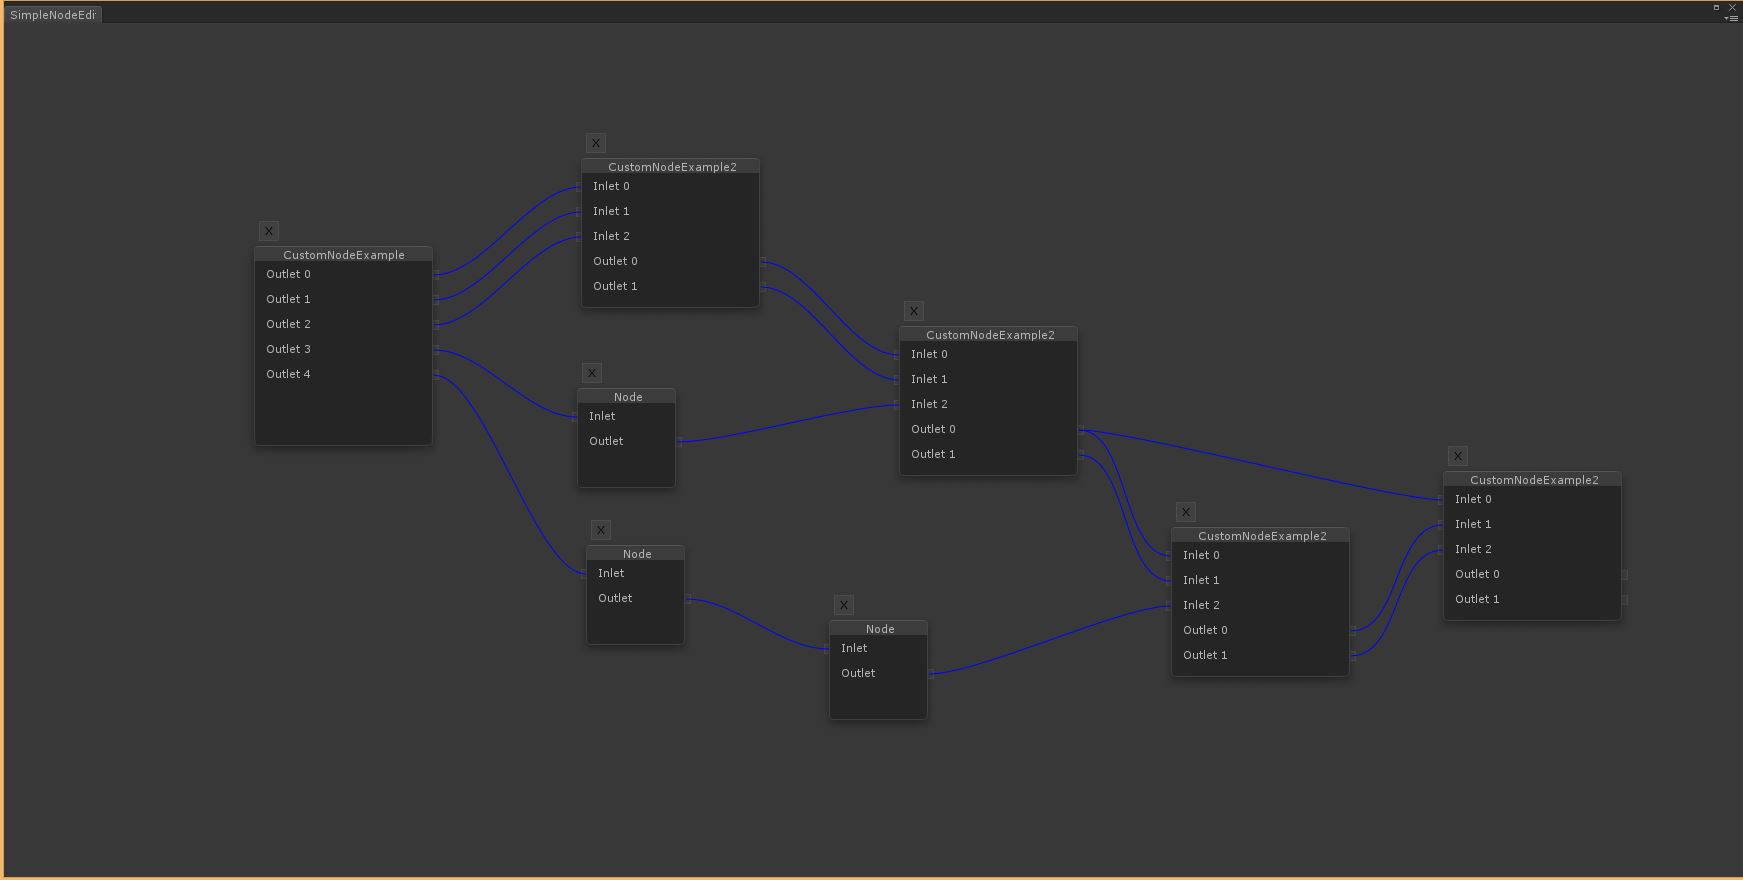 SimpleNodeEdi
X
CustomNodeExample
Outlet 0
Outlet 1
Outlet 2
Outlet 3
Outlet 4
X
CustomNodeExample2
Inlet 0
Inlet 1
Inlet 2
Outlet 0
Outlet 1
X
Node
Inlet
Outlet
X
Node
Inlet
Outlet
X
Node
Inlet
Outlet
X
CustomNodeExample2
Inlet 0
Inlet 1
Inlet 2
Outlet 0
Outlet 1
X
CustomNodeExample2
Inlet 0
Inlet 1
Inlet 2
Outlet 0
Outlet 1
X
CustomNodeExample2
Inlet 0
Inlet 1
Inlet 2
Outlet 0
Outlet 1